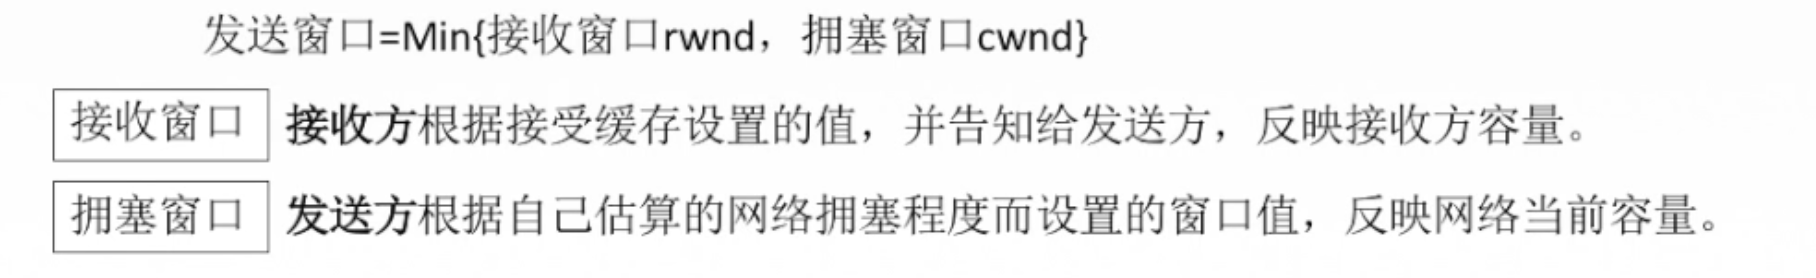 发送窗口=Min{接收窗口rwnd，拥塞窗口cwnd}
接收窗口 接收方根据接受缓存设置的值，并告知给发送方，反映接收方容量。
拥塞窗口 发送方根据自己估算的网络拥塞程度而设置的窗口值，反映网络当前容量。